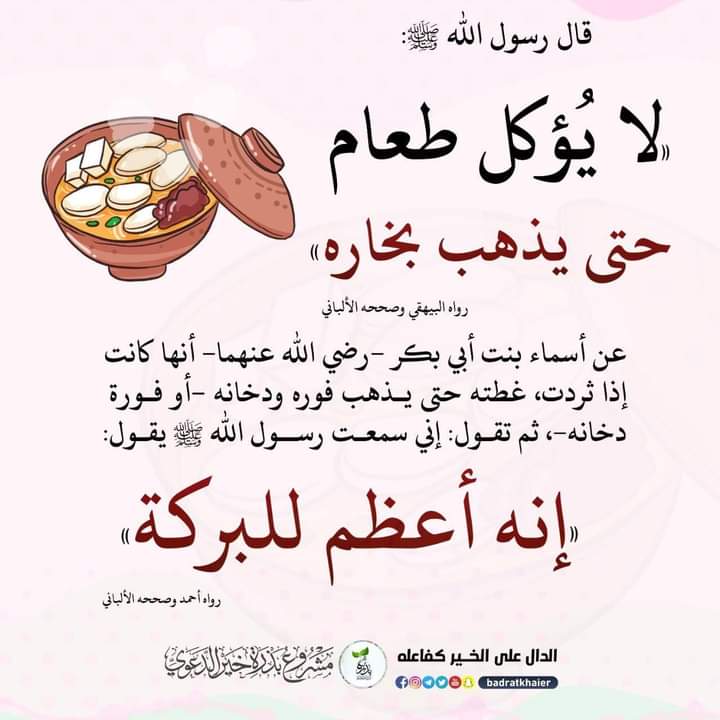 قال رسول الله ﷺ:
«لا يُؤكل طعام
حتى يذهب بخاره»
رواه البيهقي وصححه الألباني
عن أسماء بنت أبي بكر -رضي الله عنهما- أنها كانت
إذا ثردت، غطته حتى يذهب فوره ودخانه -أو فورة
دخانه-، ثم تقول: إني سمعت رسول الله ﷺ يقول:
«إنه أعظم للبركة»
رواه أحمد وصححه الألباني
الدال على الخير كفاعله
badratkhaier
بذرة
مشروع بذرة خير الدعوي